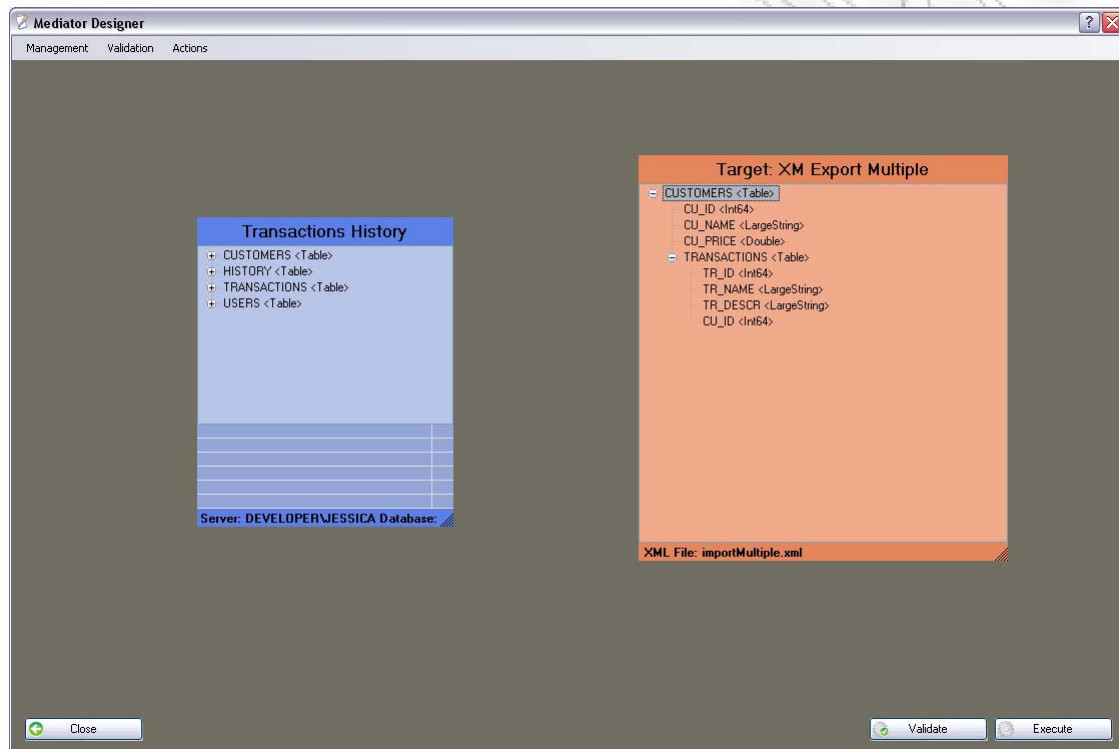 Mediator Designer
Management Validation Actions
Transactions History
CUSTOMERS <Table>
HISTORY <Table>
TRANSACTIONS <Table>
USERS <Table>
Server: DEVELOPER\JESSICA Database:
Target: XM Export Multiple
CUSTOMERS <Table>
CU_ID <Int64>
CU_NAME <LargeString>
CU_PRICE <Double>
TRANSACTIONS <Table>
TR_ID <Int64>
TR_NAME <LargeString>
TR_DESCR <LargeString>
CU_ID <Int64>
XML File: importMultiple.xml
Close
Validate
Execute